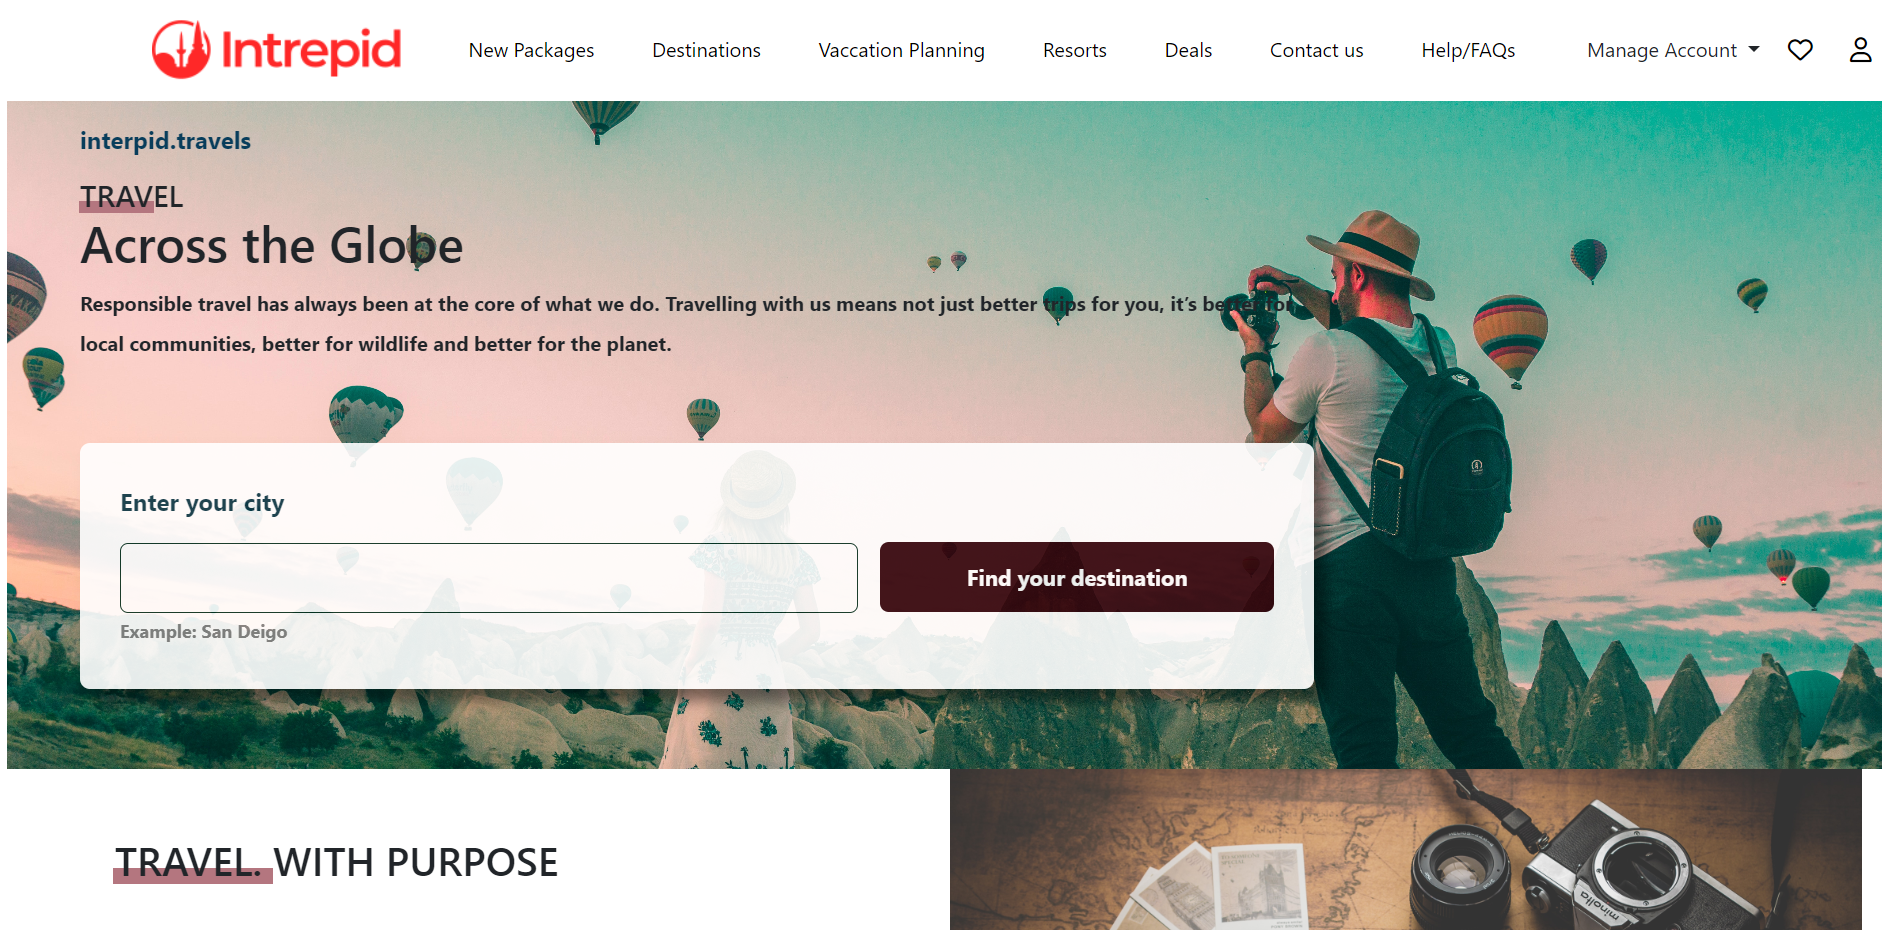 Intrepid
New Packages
Destinations
Vaccation Planning
Resorts
Deals
Contact us
Help/FAQs
Manage Account
interpid.travels
TRAVEL
Across the Globe
Responsible travel has always been at the core of what we do. Travelling with us means not just better trips for you, it’s better for
local communities, better for wildlife and better for the planet.
Enter your city
Find your destination
Example: San Deigo
TRAVEL. WITH PURPOSE
minolta